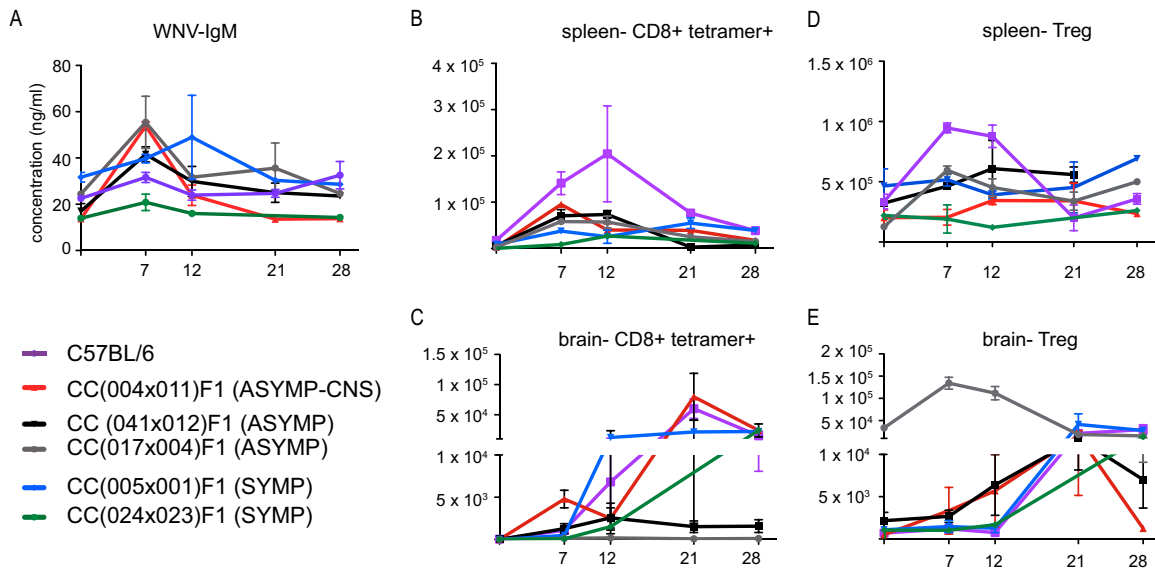 A
WNV-IgM
concentration (ng/ml)
80
60
40
20
0
7 12 21 28
B
spleen- CD8+ tetramer+
4 x 10⁵
3 x 10⁵
2 x 10⁵
1 x 10⁵
7 12 21 28
D
spleen- Treg
1.5 x 10⁶
1 x 10⁶
5 x 10⁵
7 12 21 28
C57BL/6
CC(004x011)F1 (ASYMP-CNS)
CC (041x012)F1 (ASYMP)
CC(017x004)F1 (ASYMP)
CC(005x001)F1 (SYMP)
CC(024x023)F1 (SYMP)
C
brain- CD8+ tetramer+
1.5 x 10⁵
1 x 10⁵
5 x 10⁴
1 x 10⁴
5 x 10³
7 12 21 28
E
brain- Treg
2 x 10⁵
1.5 x 10⁵
1 x 10⁵
5 x 10⁴
1 x 10⁴
5 x 10³
7 12 21 28